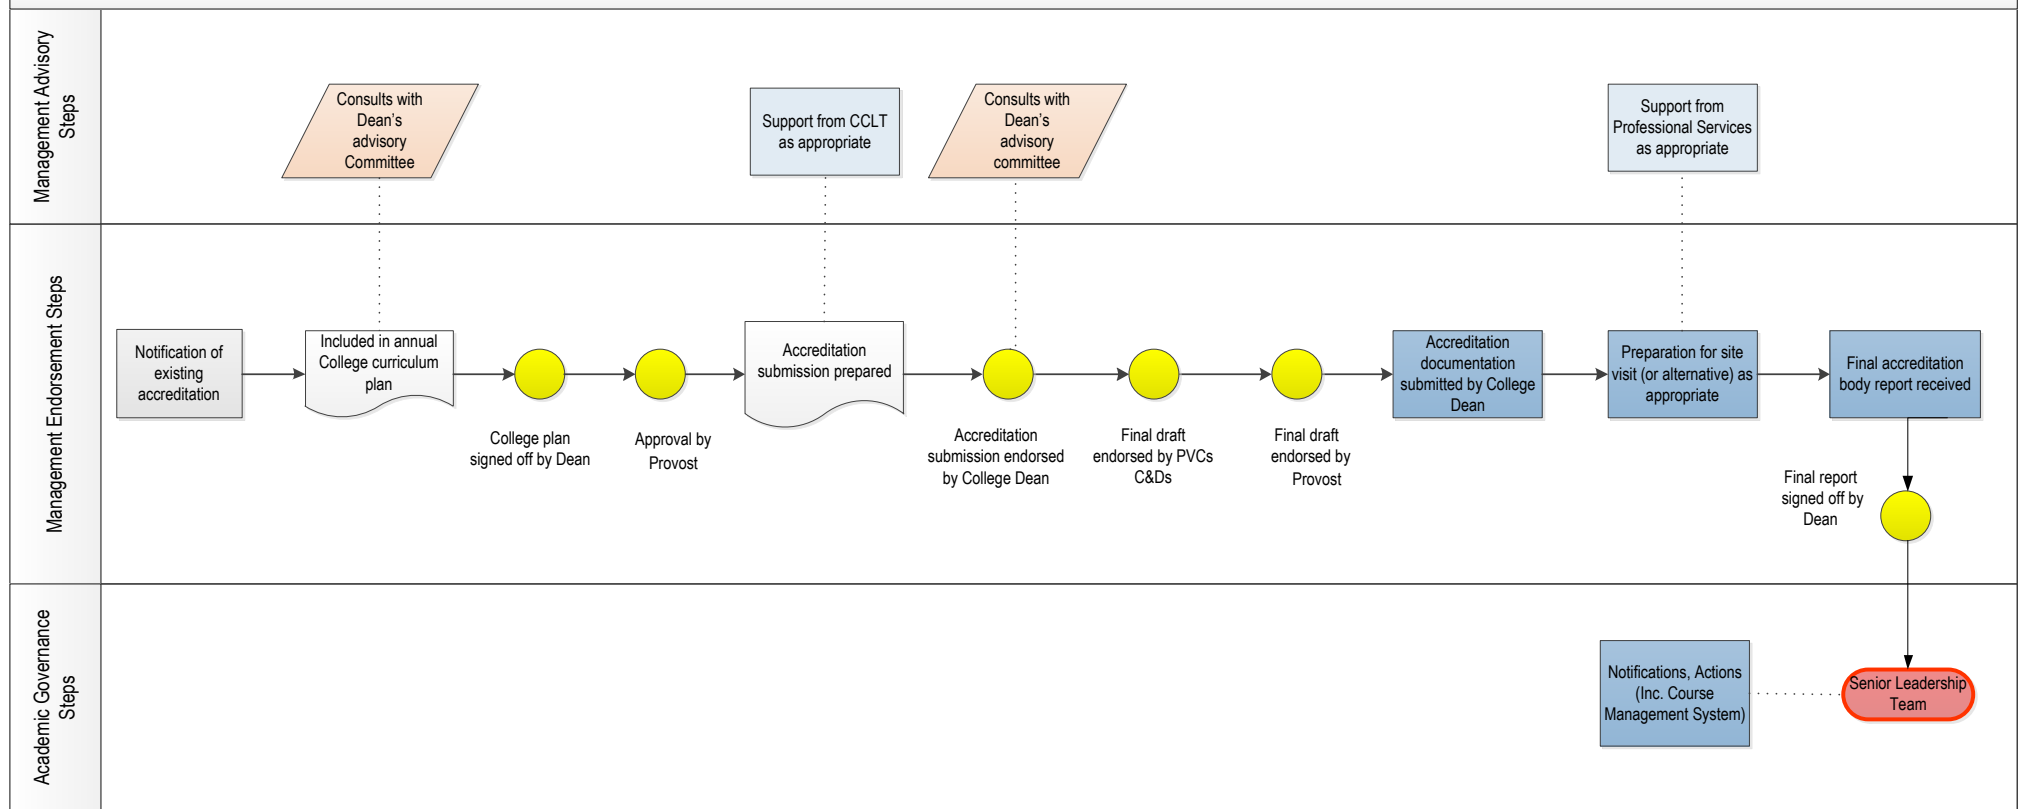 Management Advisory
Steps
Consults with
Dean's
advisory
Committee
Support from CCLT
as appropriate
Consults with
Dean's
advisory
committee
Support from
Professional Services
as appropriate
Management Endorsement Steps
Notification of
existing
accreditation
Included in annual
College curriculum
plan
College plan
signed off by Dean
Approval by
Provost
Accreditation
submission prepared
Accreditation
submission endorsed
by College Dean
Final draft
endorsed by PVCs
C&Ds
Final draft
endorsed by
Provost
Accreditation
documentation
submitted by College
Dean
Preparation for site
visit (or alternative) as
appropriate
Final accreditation
body report received
Final report
signed off by
Dean
Academic Governance
Steps
Notifications, Actions
(Inc. Course
Management System)
Senior Leadership
Team